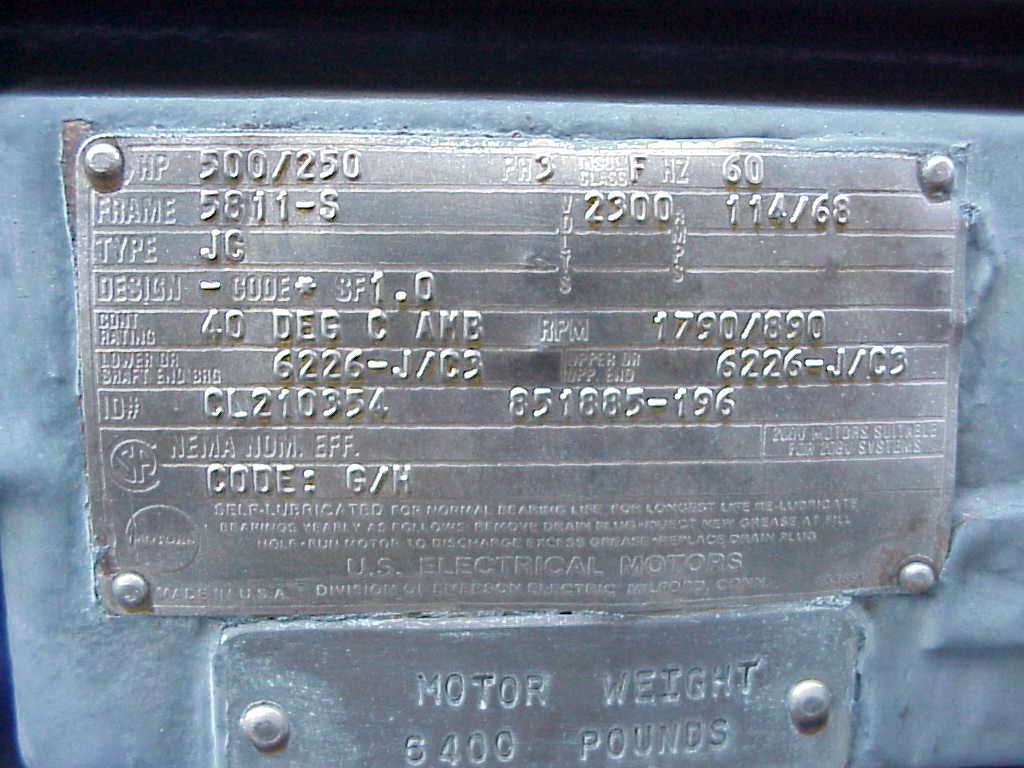 HP 500/250 PH 3 INSUL CLASS F HZ 60
FRAME 5811-S VOLTS 2300 AMPS 114/68
TYPE JC
DESIGN - CODE * SF 1.0
CONT RATING 40 DEG C AMB RPM 1790/890
LOWER OR SHAFT END BRG 6226-J/C3 UPPER OR OPP END 6226-J/C3
ID# CL210354 851885-196
NEMA NOM. EFF. 208V MOTORS SUITABLE FOR 208V SYSTEMS
CODE: G/H
SELF-LUBRICATED FOR NORMAL BEARING LIFE FOR LONGEST LIFE RE-LUBRICATE
BEARINGS YEARLY AS FOLLOWS REMOVE DRAIN PLUG-INJECT NEW GREASE AT FILL
HOLE-RUN MOTOR TO DISCHARGE EXCESS GREASE-REPLACE DRAIN PLUG
U.S. ELECTRICAL MOTORS
MADE IN U.S.A. DIVISION OF EMERSON ELECTRIC MILFORD, CONN.
MOTOR WEIGHT
6400 POUNDS